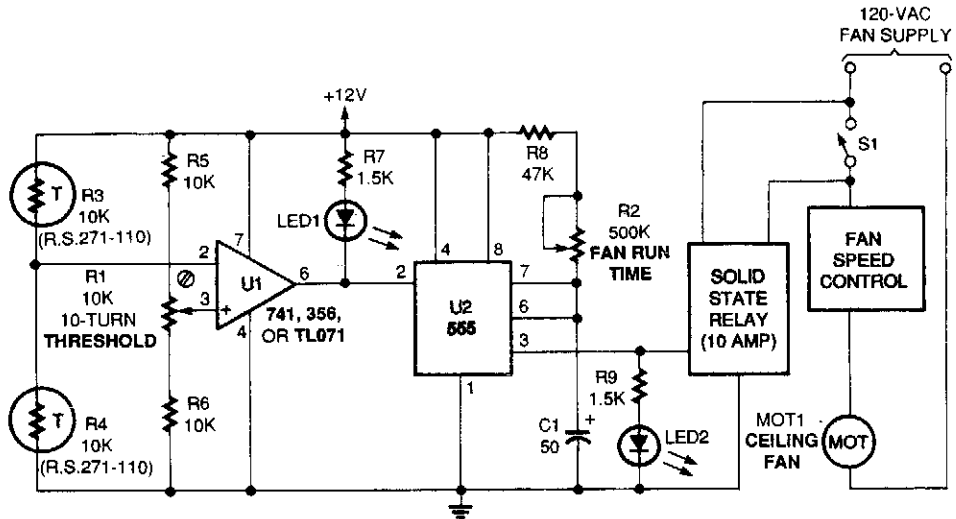 120-VAC
FAN SUPPLY
+12V
R5
10K
R7
1.5K
R8
47K
S1
T
R3
10K
(R.S.271-110)
LED1
R2
500K
FAN RUN
TIME
7
4
8
2
6
2
7
U1
R1
10K
10-TURN
THRESHOLD
3
+
741, 356,
OR TL071
4
U2
555
6
3
1
SOLID
STATE
RELAY
(10 AMP)
FAN
SPEED
CONTROL
T
R4
10K
(R.S.271-110)
R6
10K
C1
50
+
R9
1.5K
LED2
MOT1
CEILING
FAN
MOT